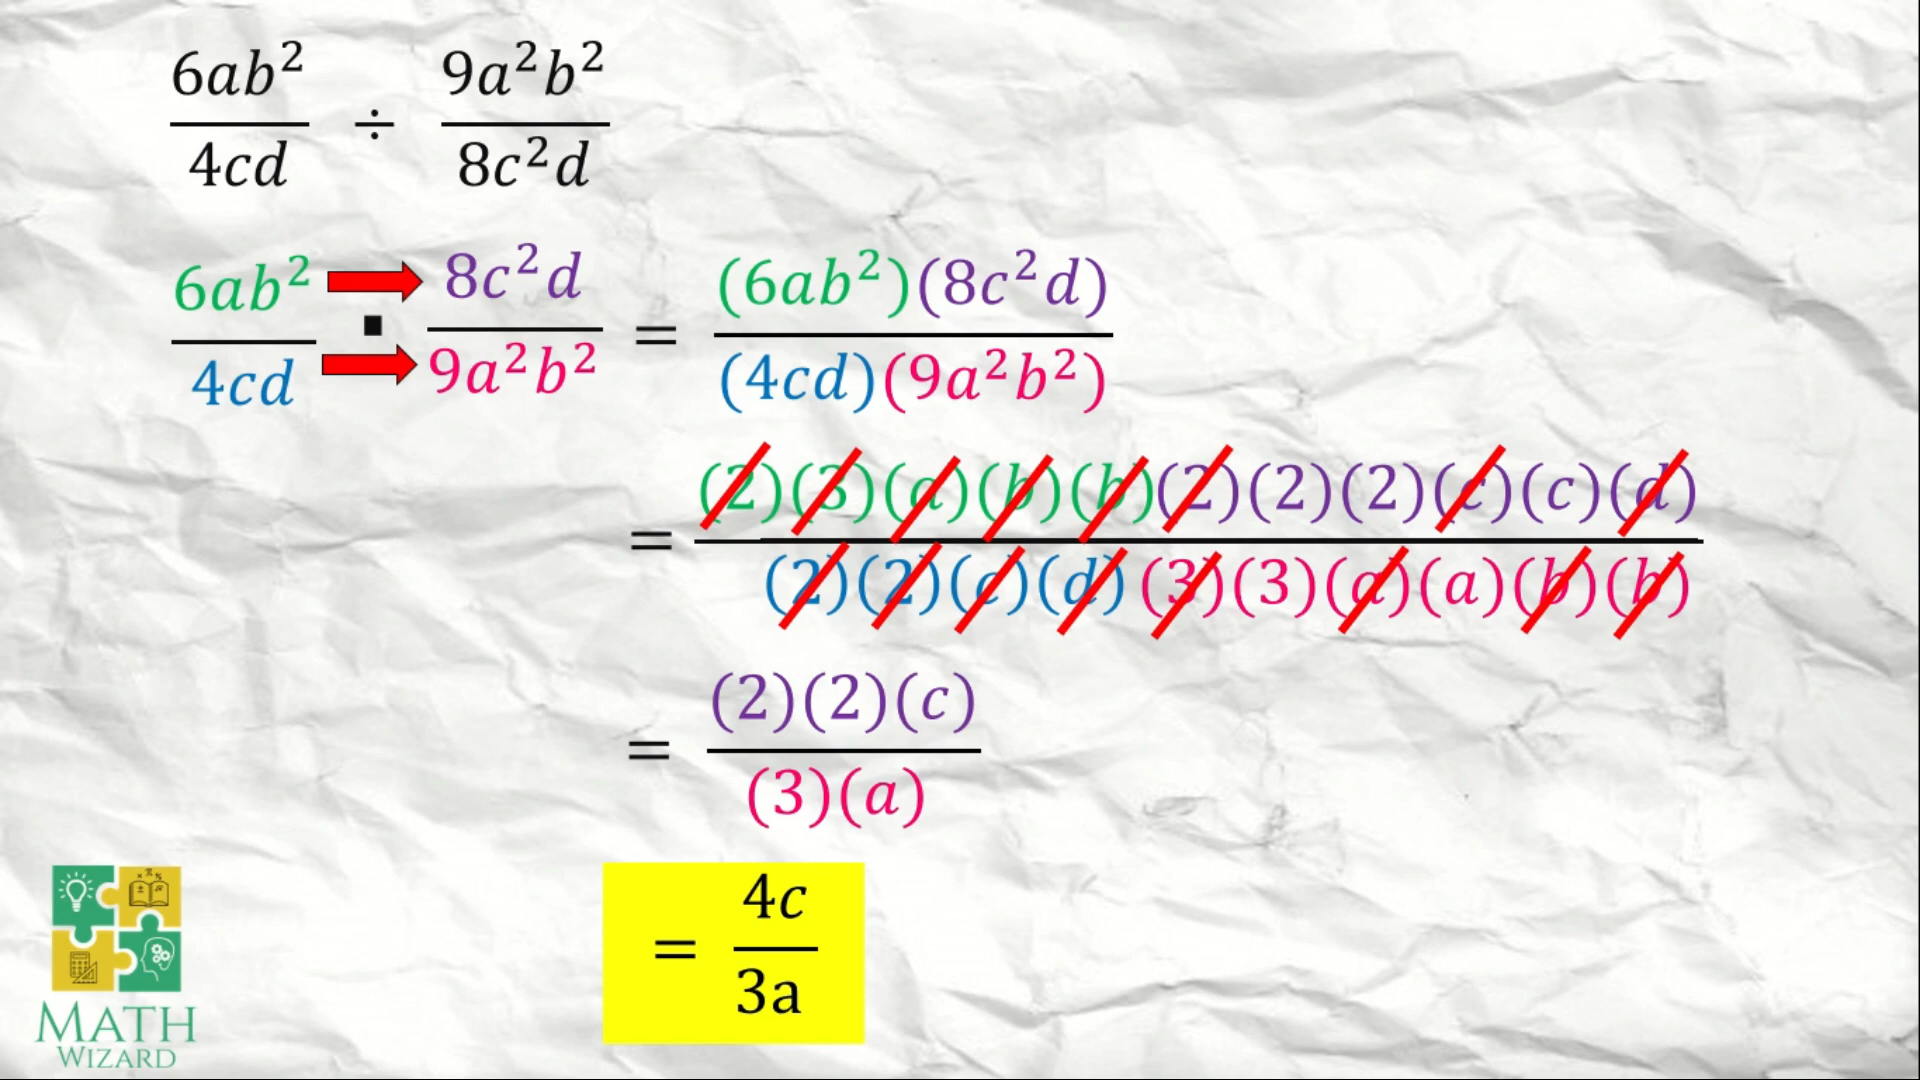 6ab²/4cd ÷ 9a²b²/8c²d
6ab²/4cd ▪ 8c²d/9a²b² = (6ab²)(8c²d)/(4cd)(9a²b²)
= (2)(3)(a)(b)(b)(2)(2)(2)(c)(c)(d)/(2)(2)(c)(d)(3)(3)(a)(a)(b)(b)
= (2)(2)(c)/(3)(a)
= 4c/3a
MATH
WIZARD